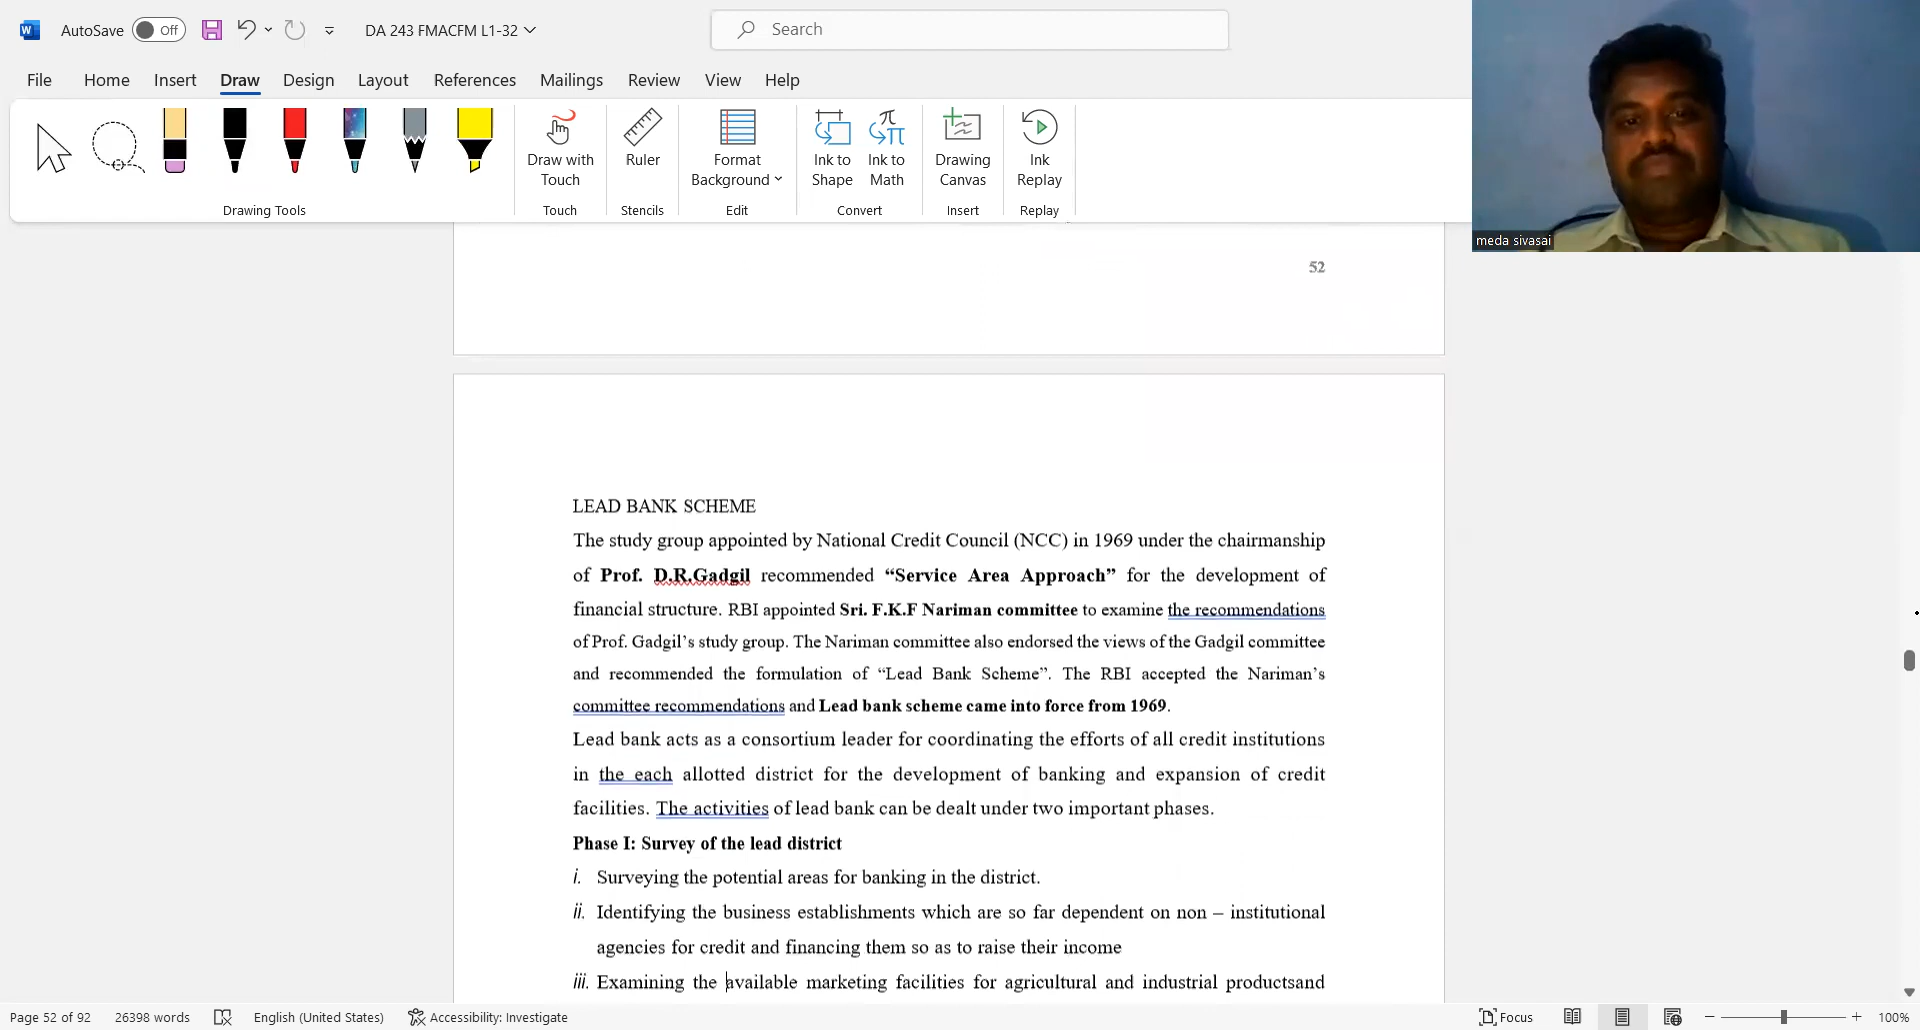 AutoSave Off DA 243 FMACFM L1-32 Search
File Home Insert Draw Design Layout References Mailings Review View Help
Draw with Touch Ruler Format Background Ink to Shape Ink to Math Drawing Canvas Ink Replay
Drawing Tools Touch Stencils Edit Convert Insert Replay
meda sivasai
52
LEAD BANK SCHEME
The study group appointed by National Credit Council (NCC) in 1969 under the chairmanship
of Prof. D.R.Gadgil recommended “Service Area Approach” for the development of
financial structure. RBI appointed Sri. F.K.F Nariman committee to examine the recommendations
of Prof. Gadgil’s study group. The Nariman committee also endorsed the views of the Gadgil committee
and recommended the formulation of “Lead Bank Scheme”. The RBI accepted the Nariman’s
committee recommendations and Lead bank scheme came into force from 1969.
Lead bank acts as a consortium leader for coordinating the efforts of all credit institutions
in the each allotted district for the development of banking and expansion of credit
facilities. The activities of lead bank can be dealt under two important phases.
Phase I: Survey of the lead district
i. Surveying the potential areas for banking in the district.
ii. Identifying the business establishments which are so far dependent on non – institutional
agencies for credit and financing them so as to raise their income
iii. Examining the available marketing facilities for agricultural and industrial productsand
Page 52 of 92 26398 words English (United States) Accessibility: Investigate Focus 100%